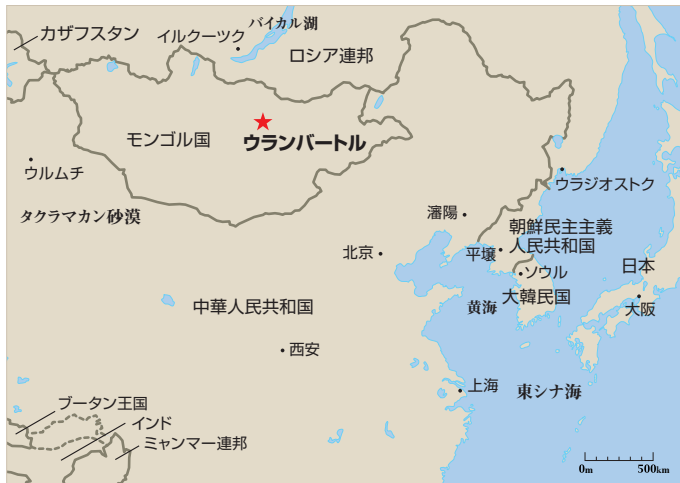 バイカル湖
カザフスタン
イルクーツク
ロシア連邦
モンゴル国
ウランバートル
ウルムチ
ウラジオストク
タクラマカン砂漠
瀋陽
朝鮮民主主義
人民共和国
北京
平壌
ソウル
日本
大韓民国
黄海
中華人民共和国
大阪
西安
上海
東シナ海
ブータン王国
インド
ミャンマー連邦
0m 500km